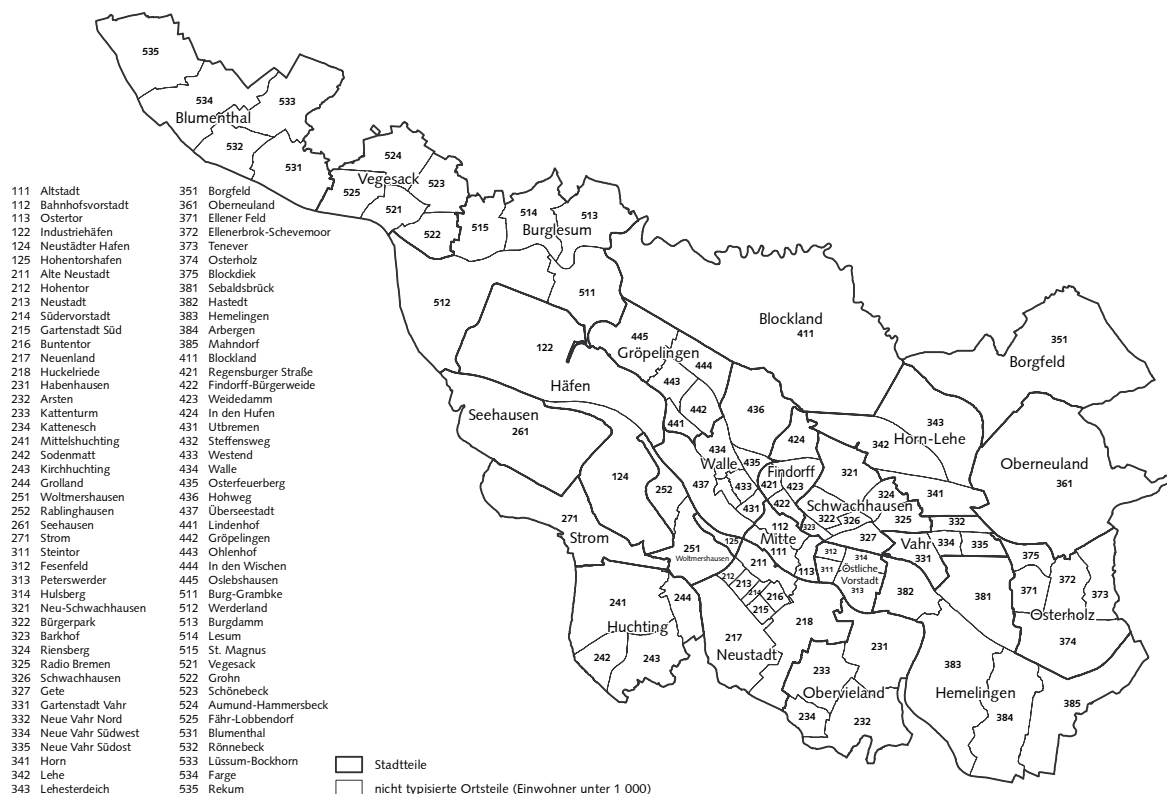 111 Altstadt
112 Bahnhofsvorstadt
113 Ostertor
122 Industriehäfen
124 Neustädter Hafen
125 Hohentorshafen
211 Alte Neustadt
212 Hohentor
213 Neustadt
214 Südervorstadt
215 Gartenstadt Süd
216 Buntentor
217 Neuenland
218 Huckelriede
231 Habenhausen
232 Arsten
233 Kattenturm
234 Kattenesch
241 Mittelshuchting
242 Sodenmatt
243 Kirchhuchting
244 Grolland
251 Woltmershausen
252 Rablinghausen
261 Seehausen
271 Strom
311 Steintor
312 Fesenfeld
313 Peterswerder
314 Hulsberg
321 Neu-Schwachhausen
322 Bürgerpark
323 Barkhof
324 Riensberg
325 Radio Bremen
326 Schwachhausen
327 Gete
331 Gartenstadt Vahr
332 Neue Vahr Nord
334 Neue Vahr Südwest
335 Neue Vahr Südost
341 Horn
342 Lehe
343 Lehesterdeich
351 Borgfeld
361 Oberneuland
371 Ellener Feld
372 Ellenerbrok-Schevemoor
373 Tenever
374 Osterholz
375 Blockdiek
381 Sebaldsbrück
382 Hastedt
383 Hemelingen
384 Arbergen
385 Mahndorf
411 Blockland
421 Regensburger Straße
422 Findorff-Bürgerweide
423 Weidedamm
424 In den Hufen
431 Utbremen
432 Steffensweg
433 Westend
434 Walle
435 Osterfeuerberg
436 Hohweg
437 Überseestadt
441 Lindenhof
442 Gröpelingen
443 Ohlenhof
444 In den Wischen
445 Oslebshausen
511 Burg-Grambke
512 Werderland
513 Burgdamm
514 Lesum
515 St. Magnus
521 Vegesack
522 Grohn
523 Schönebeck
524 Aumund-Hammersbeck
525 Fähr-Lobbendorf
531 Blumenthal
532 Rönnebeck
533 Lüssum-Bockhorn
534 Farge
535 Rekum
535
534
533
Blumenthal
532
531
524
Vegesack
525
523
521
522
515
514
513
Burglesum
512
511
122
Häfen
Blockland
411
445
Gröpelingen
444
443
442
441
436
351
Borgfeld
343
342
Horn-Lehe
341
Oberneuland
361
Seehausen
261
124
252
271
Strom
434
Walle
435
437
433
431
424
Findorff
421
423
422
321
324
Schwachhausen
322
326
325
323
327
332
Vahr
334
335
331
112
Mitte
111
113
312
314
311
Östliche
Vorstadt
313
251
Woltmershausen
125
211
212
213
214
216
215
217
Neustadt
218
241
244
Huchting
242
243
231
233
Obervieland
234
232
382
381
383
Hemelingen
384
385
375
371
372
373
Osterholz
374
Stadtteile
nicht typisierte Ortsteile (Einwohner unter 1 000)